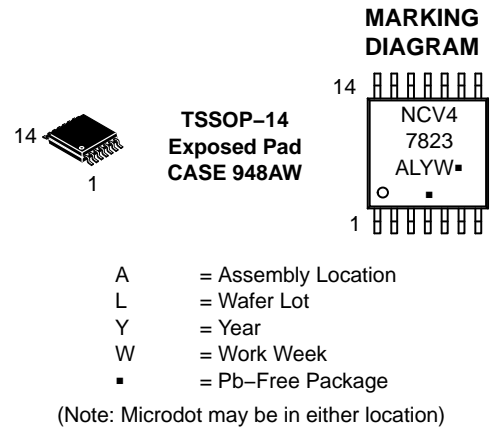 MARKING
DIAGRAM
14
TSSOP−14
Exposed Pad
CASE 948AW
14
1
NCV4
7823
ALYW▪
▪
1
A = Assembly Location
L = Wafer Lot
Y = Year
W = Work Week
▪ = Pb−Free Package
(Note: Microdot may be in either location)